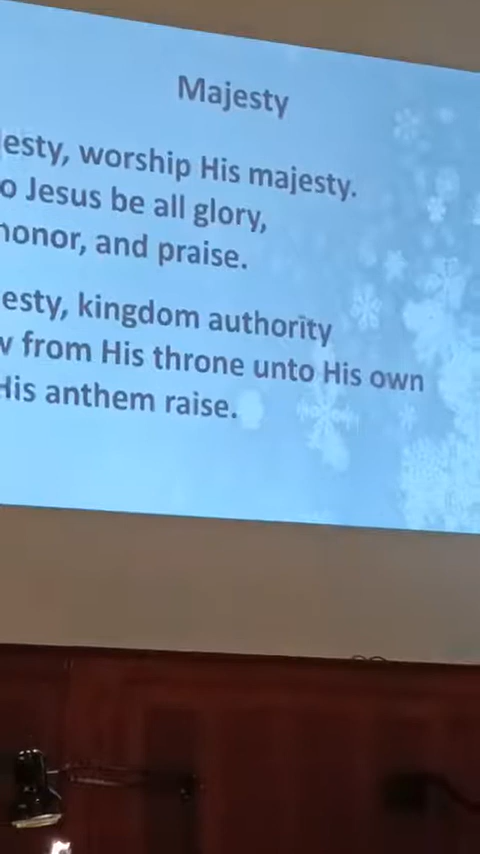 Majesty
esty, worship His majesty.
o Jesus be all glory,
honor, and praise.
esty, kingdom authority
from His throne unto His own
His anthem raise.